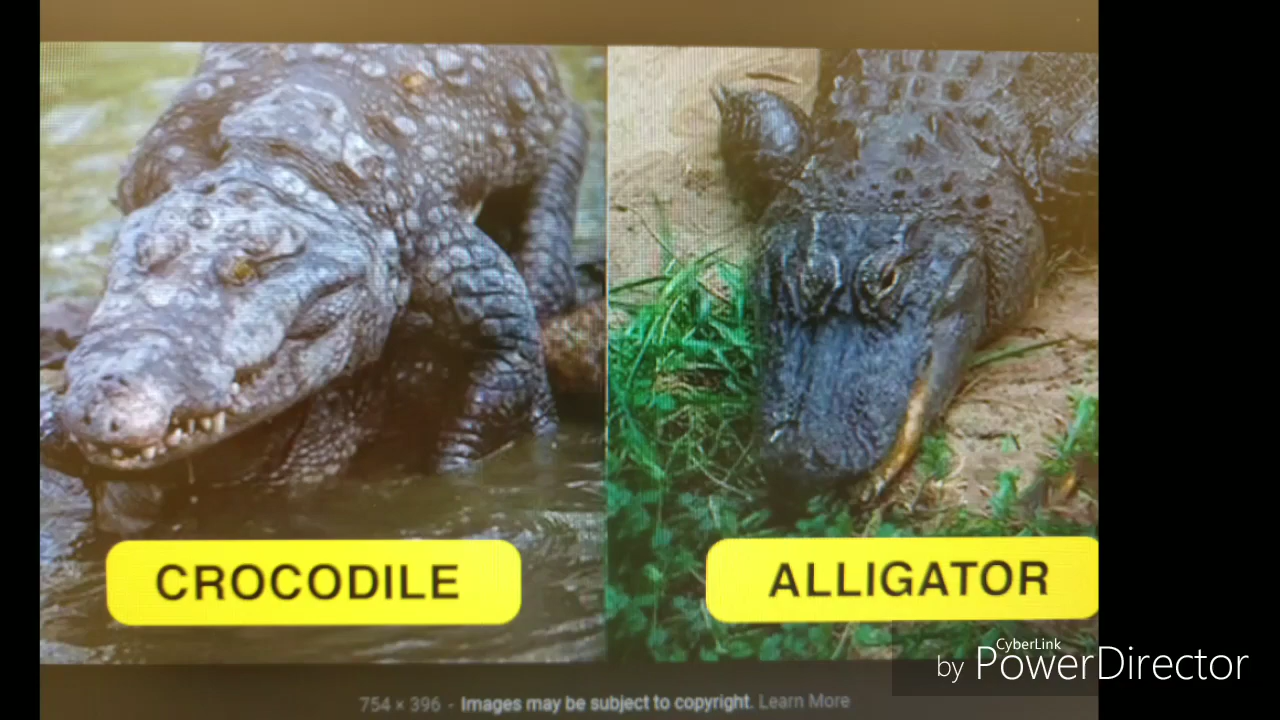 CROCODILE
ALLIGATOR
CyberLink
by PowerDirector
754 × 396 - Images may be subject to copyright. Learn More